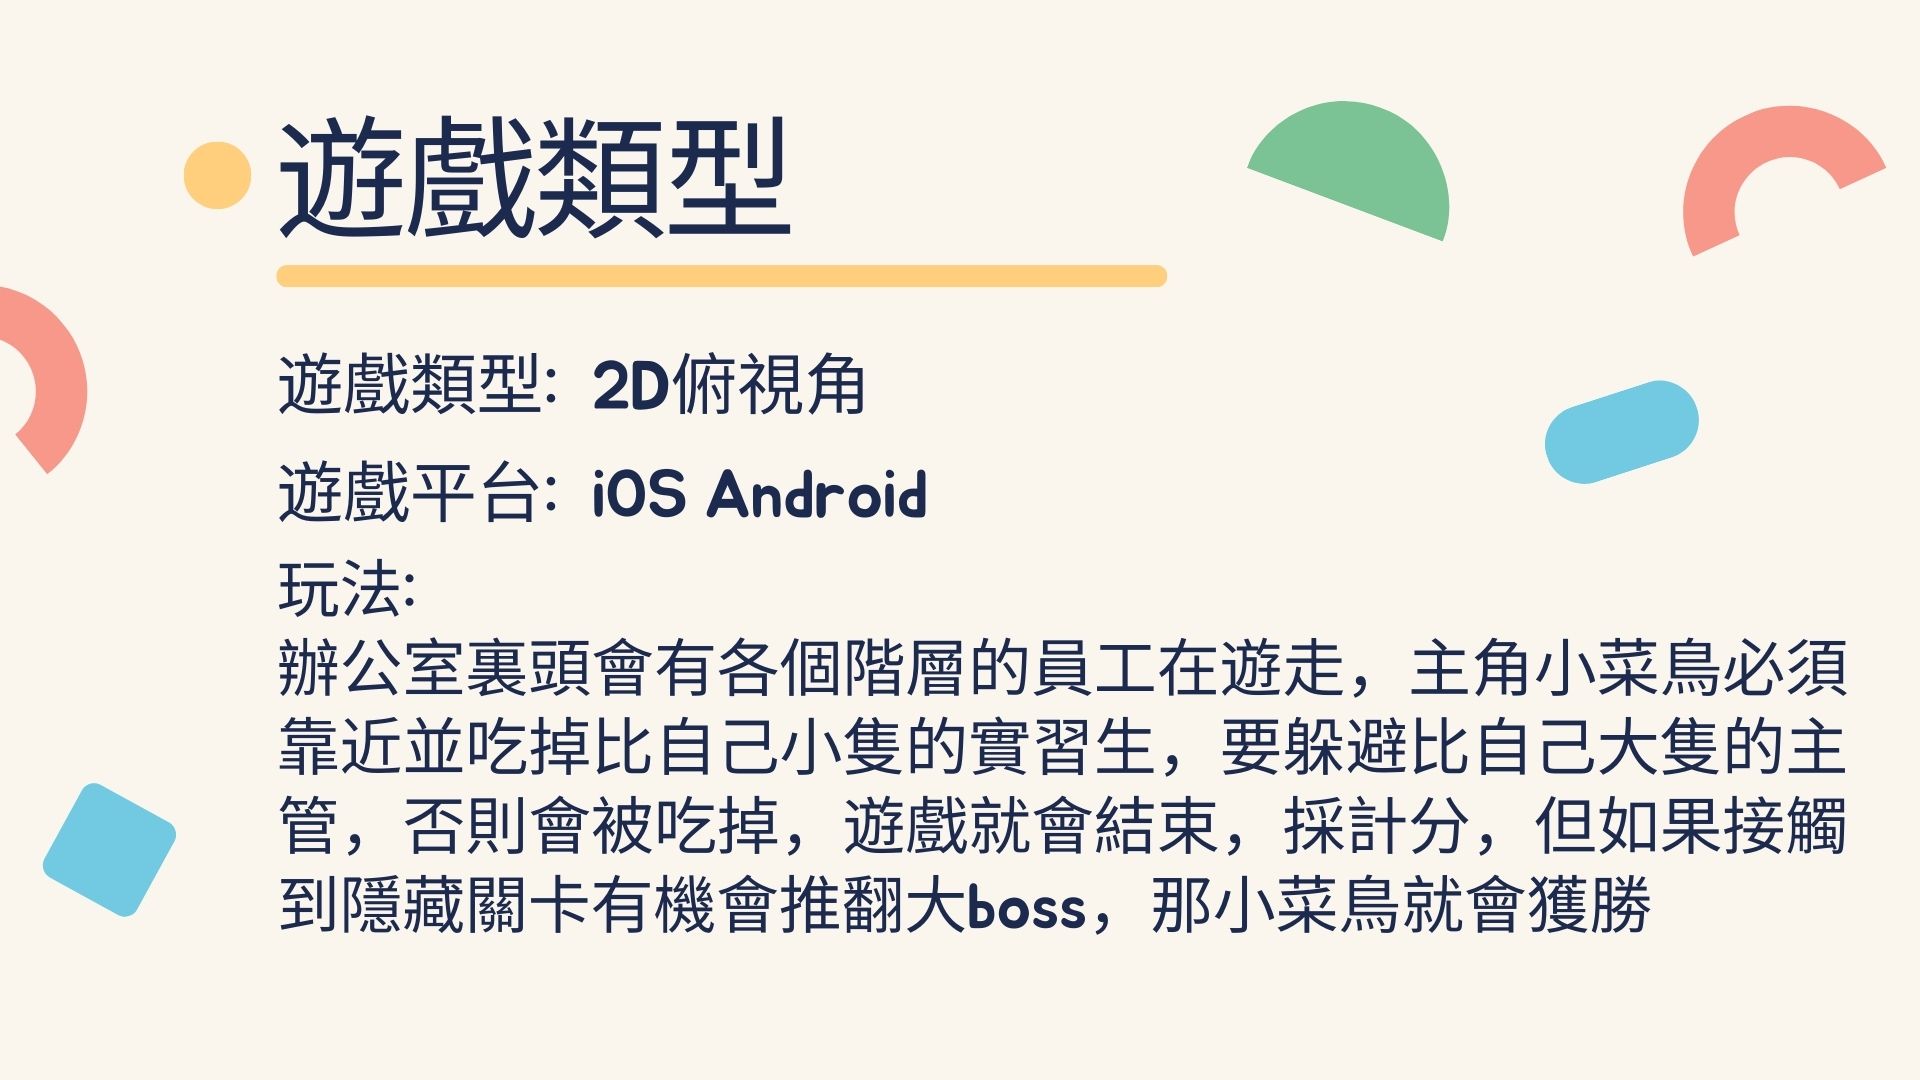 遊戲類型
遊戲類型：2D俯視角
遊戲平台：iOS Android
玩法:
辦公室裏頭會有各個階層的員工在遊走，主角小菜鳥必須
靠近並吃掉比自己小隻的實習生，要躲避比自己大隻的主
管，否則會被吃掉，遊戲就會結束，採計分，但如果接觸
到隱藏關卡有機會推翻大boss，那小菜鳥就會獲勝